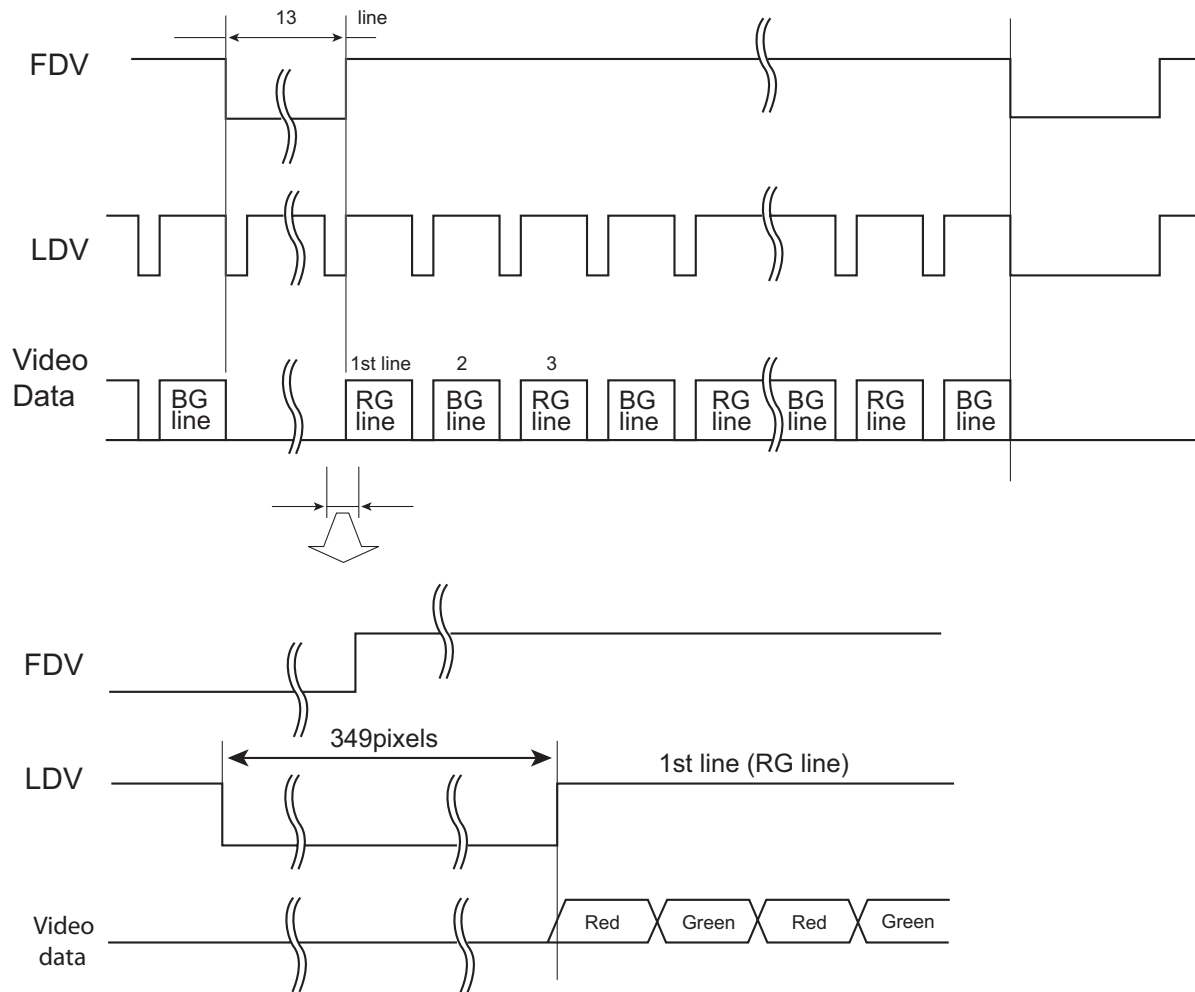 13 line
FDV
LDV
Video
Data
1st line 2 3
BG
line
RG
line
BG
line
RG
line
BG
line
RG
line
BG
line
RG
line
BG
line
FDV
349pixels
LDV
1st line (RG line)
Video
data
Red Green Red Green